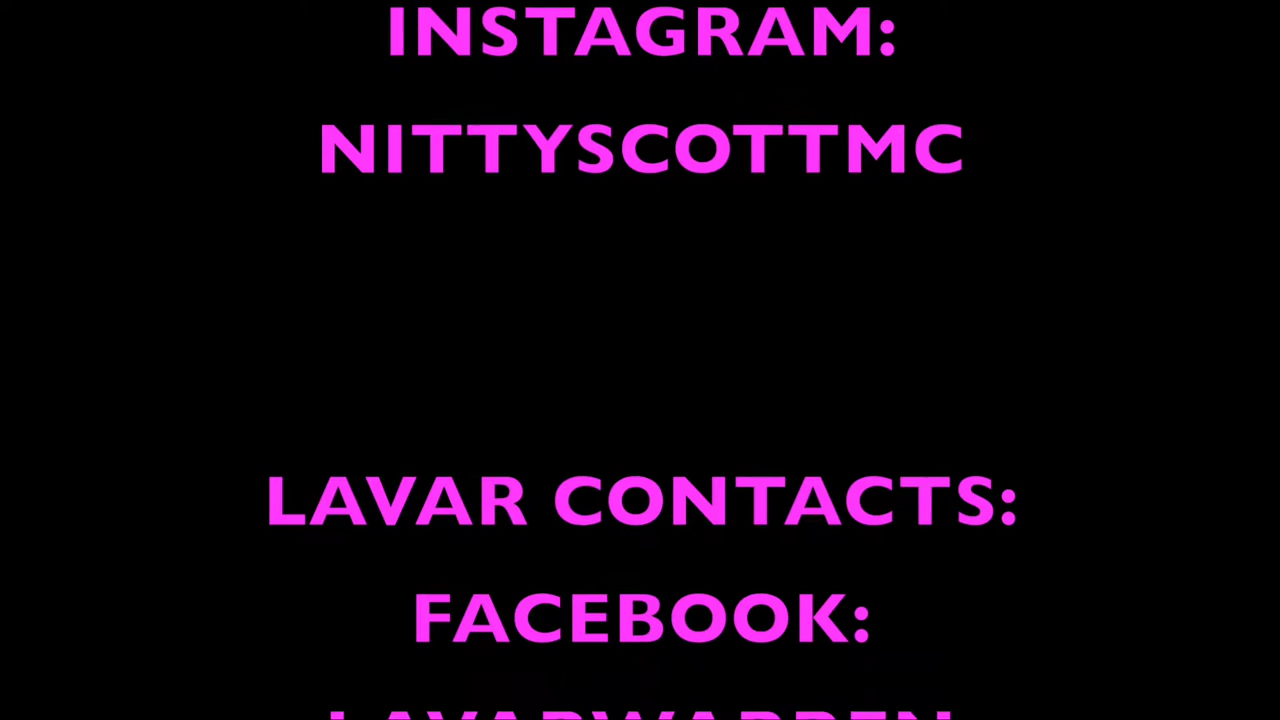 INSTAGRAM:
NITTYSCOTTMC
LAVAR CONTACTS:
FACEBOOK: